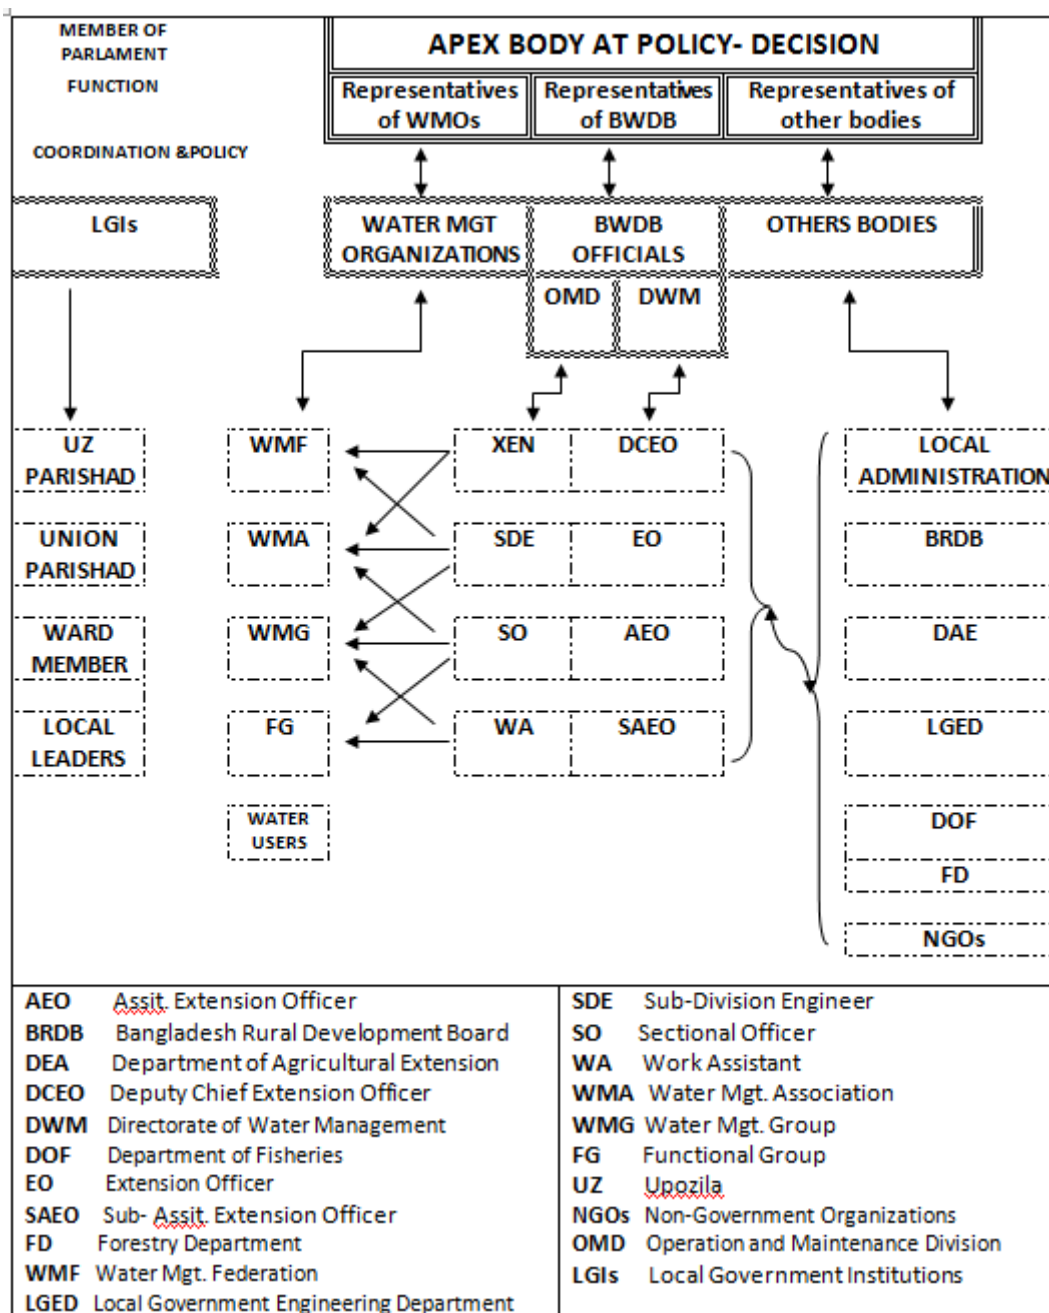 MEMBER OF
PARLAMENT
FUNCTION
COORDINATION &POLICY
APEX BODY AT POLICY- DECISION
Representatives
of WMOs
Representatives
of BWDB
Representatives of
other bodies
LGIs
WATER MGT
ORGANIZATIONS
BWDB
OFFICIALS
OTHERS BODIES
OMD
DWM
UZ
PARISHAD
WMF
XEN
DCEO
LOCAL
ADMINISTRATION
UNION
PARISHAD
WMA
SDE
EO
BRDB
WARD
MEMBER
WMG
SO
AEO
DAE
LOCAL
LEADERS
FG
WA
SAEO
LGED
WATER
USERS
DOF
FD
NGOs
AEO Assit. Extension Officer
BRDB Bangladesh Rural Development Board
DEA Department of Agricultural Extension
DCEO Deputy Chief Extension Officer
DWM Directorate of Water Management
DOF Department of Fisheries
EO Extension Officer
SAEO Sub- Assit. Extension Officer
FD Forestry Department
WMF Water Mgt. Federation
LGED Local Government Engineering Department
SDE Sub-Division Engineer
SO Sectional Officer
WA Work Assistant
WMA Water Mgt. Association
WMG Water Mgt. Group
FG Functional Group
UZ Upozila
NGOs Non-Government Organizations
OMD Operation and Maintenance Division
LGIs Local Government Institutions